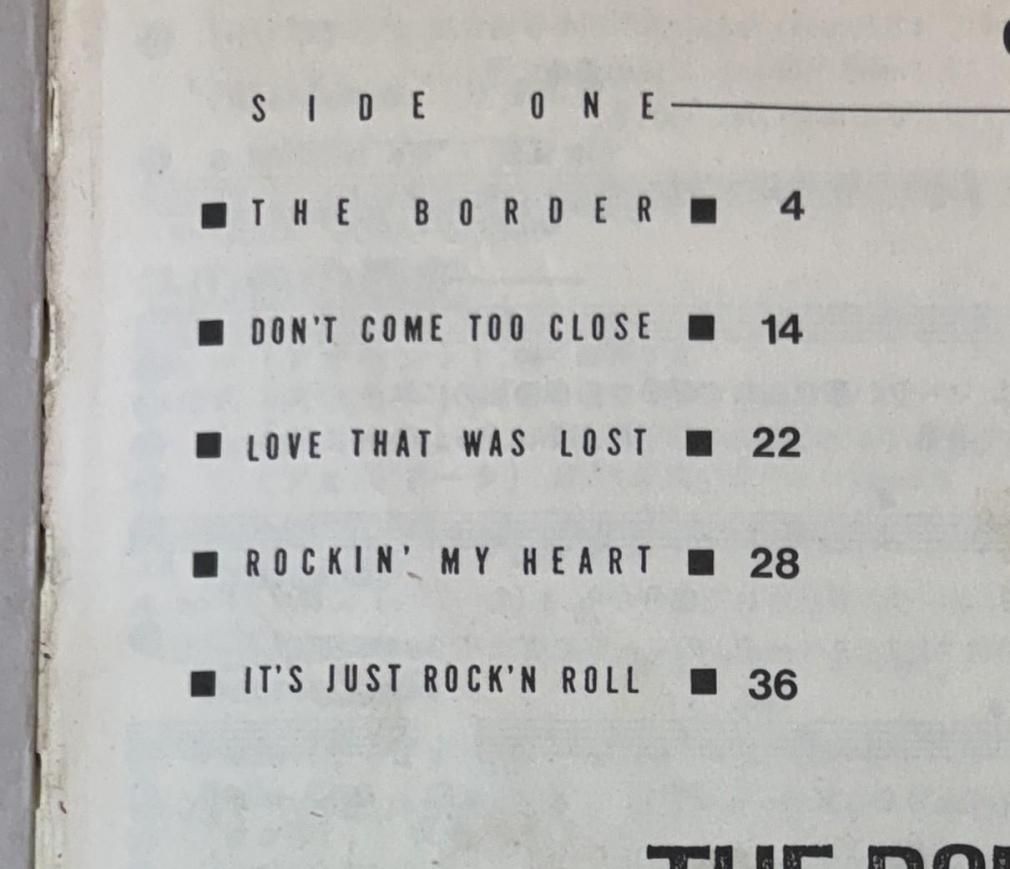 SIDE ONE
■ THE BORDER ■ 4
■ DON'T COME TOO CLOSE ■ 14
■ LOVE THAT WAS LOST ■ 22
■ ROCKIN' MY HEART ■ 28
■ IT'S JUST ROCK'N ROLL ■ 36
THE